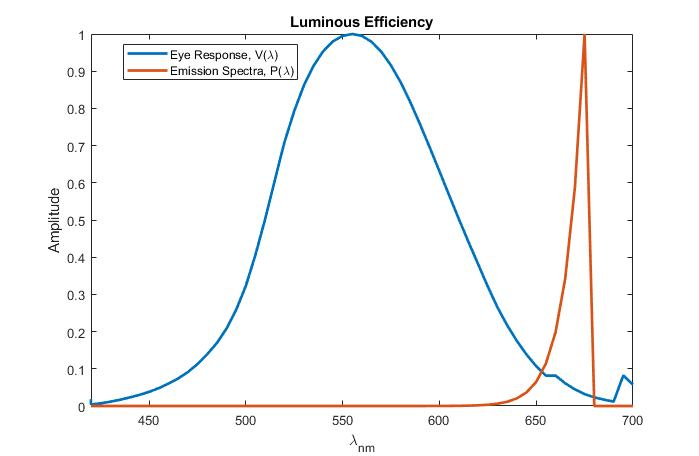 Luminous Efficiency
Eye Response, V(λ)
Emission Spectra, P(λ)
1
0.9
0.8
0.7
0.6
0.5
0.4
0.3
0.2
0.1
0
Amplitude
450 500 550 600 650 700
λnm